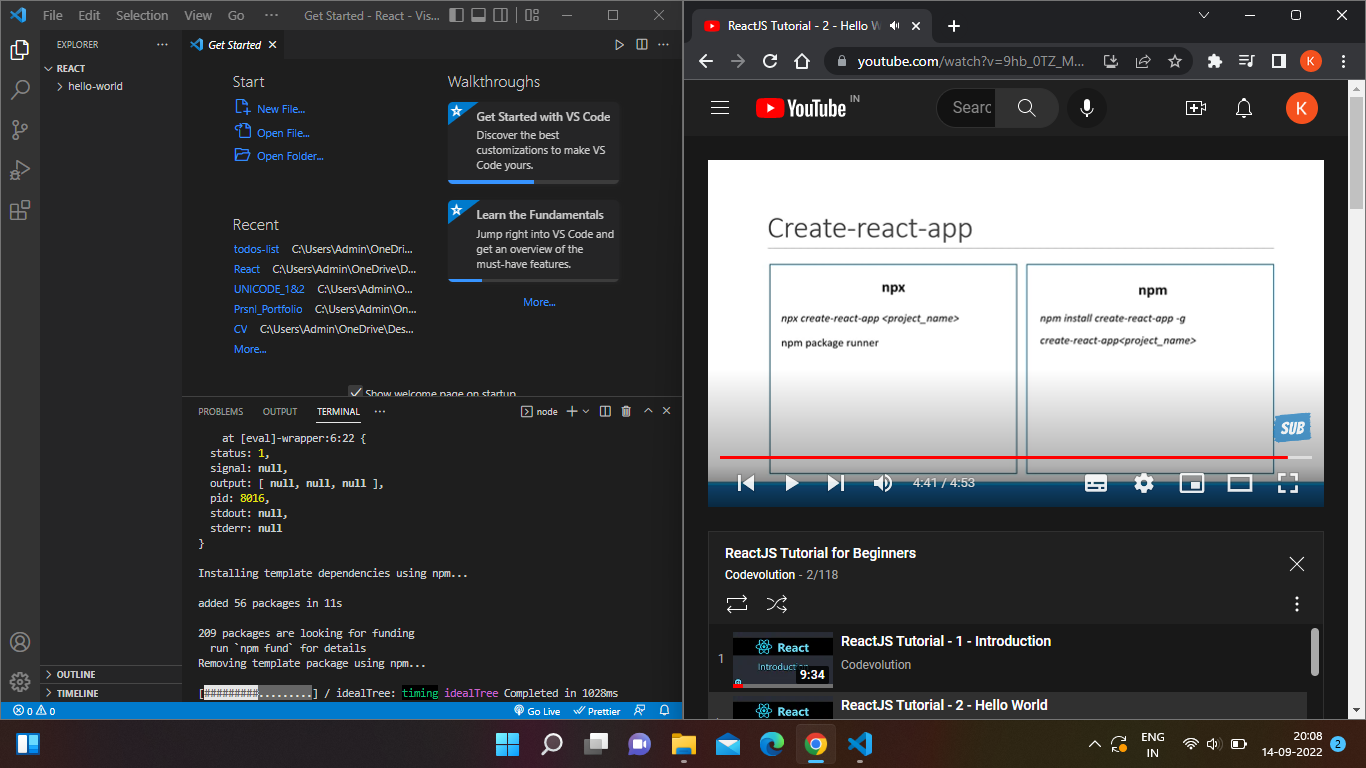 File Edit Selection View Go ··· Get Started - React - Vis...
EXPLORER ···
REACT
hello-world
OUTLINE
TIMELINE
Get Started
Start
New File...
Open File...
Open Folder...
Recent
todos-list C:\Users\Admin\OneDri...
React C:\Users\Admin\OneDrive\D...
UNICODE_1&2 C:\Users\Admin\O...
Prsnl_Portfolio C:\Users\Admin\On...
CV C:\Users\Admin\OneDrive\Des...
More...
Walkthroughs
Get Started with VS Code
Discover the best
customizations to make VS
Code yours.
Learn the Fundamentals
Jump right into VS Code and
get an overview of the
must-have features.
More...
Show welcome page on startup
PROBLEMS OUTPUT TERMINAL ··· node
at [eval]-wrapper:6:22 {
status: 1,
signal: null,
output: [ null, null, null ],
pid: 8016,
stdout: null,
stderr: null
}
Installing template dependencies using npm...
added 56 packages in 11s
209 packages are looking for funding
run `npm fund` for details
Removing template package using npm...
[#########.........] / idealTree: timing idealTree Completed in 1028ms
0 0 Go Live Prettier
ReactJS Tutorial - 2 - Hello W
youtube.com/watch?v=9hb_0TZ_M... K
YouTube IN
Searc
K
Create-react-app
npx
npx create-react-app <project_name>
npm package runner
npm
npm install create-react-app -g
create-react-app<project_name>
SUB
4:41 / 4:53
ReactJS Tutorial for Beginners
Codevolution - 2/118
1
React
Introduction
9:34
ReactJS Tutorial - 1 - Introduction
Codevolution
React
ReactJS Tutorial - 2 - Hello World
ENG
IN
20:08
14-09-2022
2